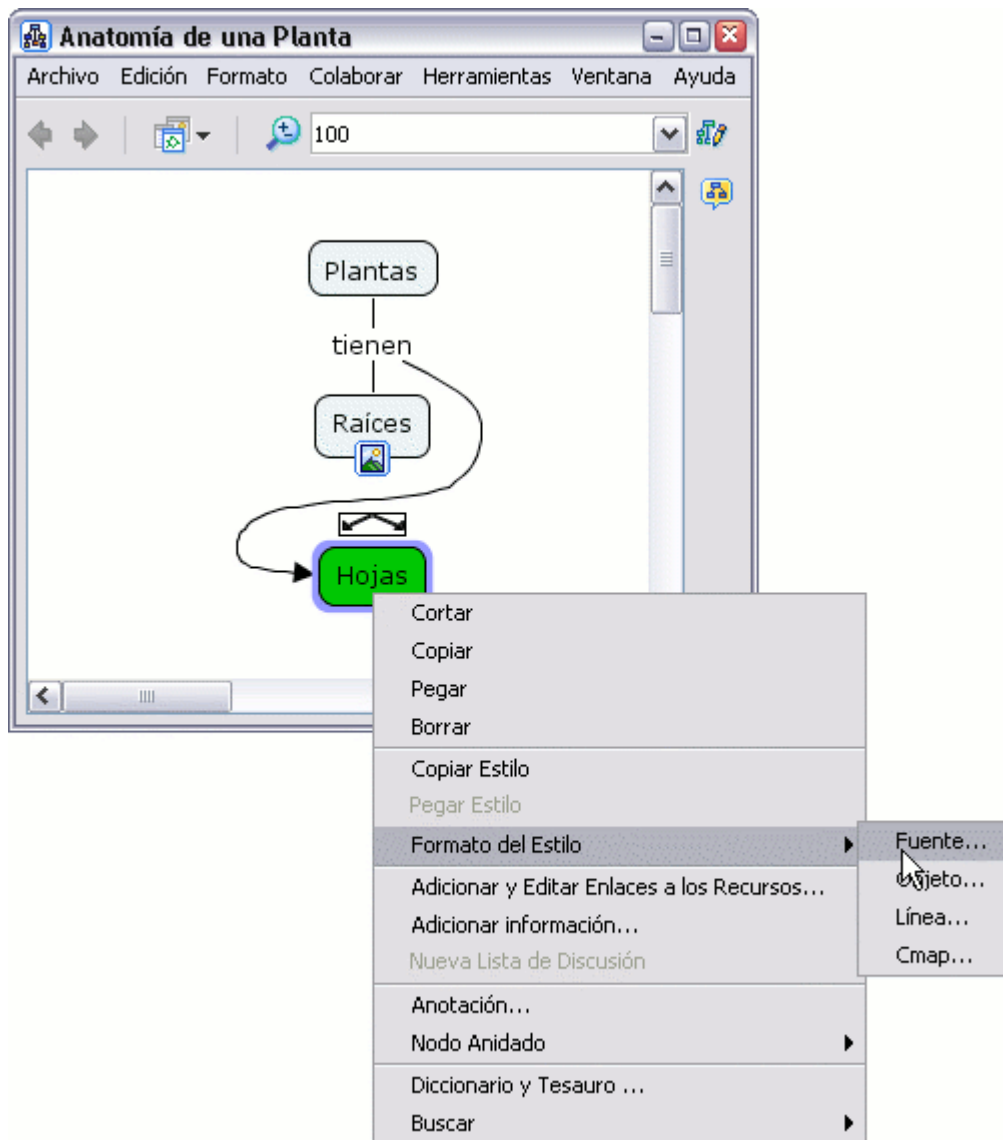 Anatomía de una Planta
Archivo Edición Formato Colaborar Herramientas Ventana Ayuda
100
Plantas
tienen
Raíces
Hojas
Cortar
Copiar
Pegar
Borrar
Copiar Estilo
Pegar Estilo
Formato del Estilo
Fuente...
Objeto...
Línea...
Cmap...
Adicionar y Editar Enlaces a los Recursos...
Adicionar información...
Nueva Lista de Discusión
Anotación...
Nodo Anidado
Diccionario y Tesauro ...
Buscar